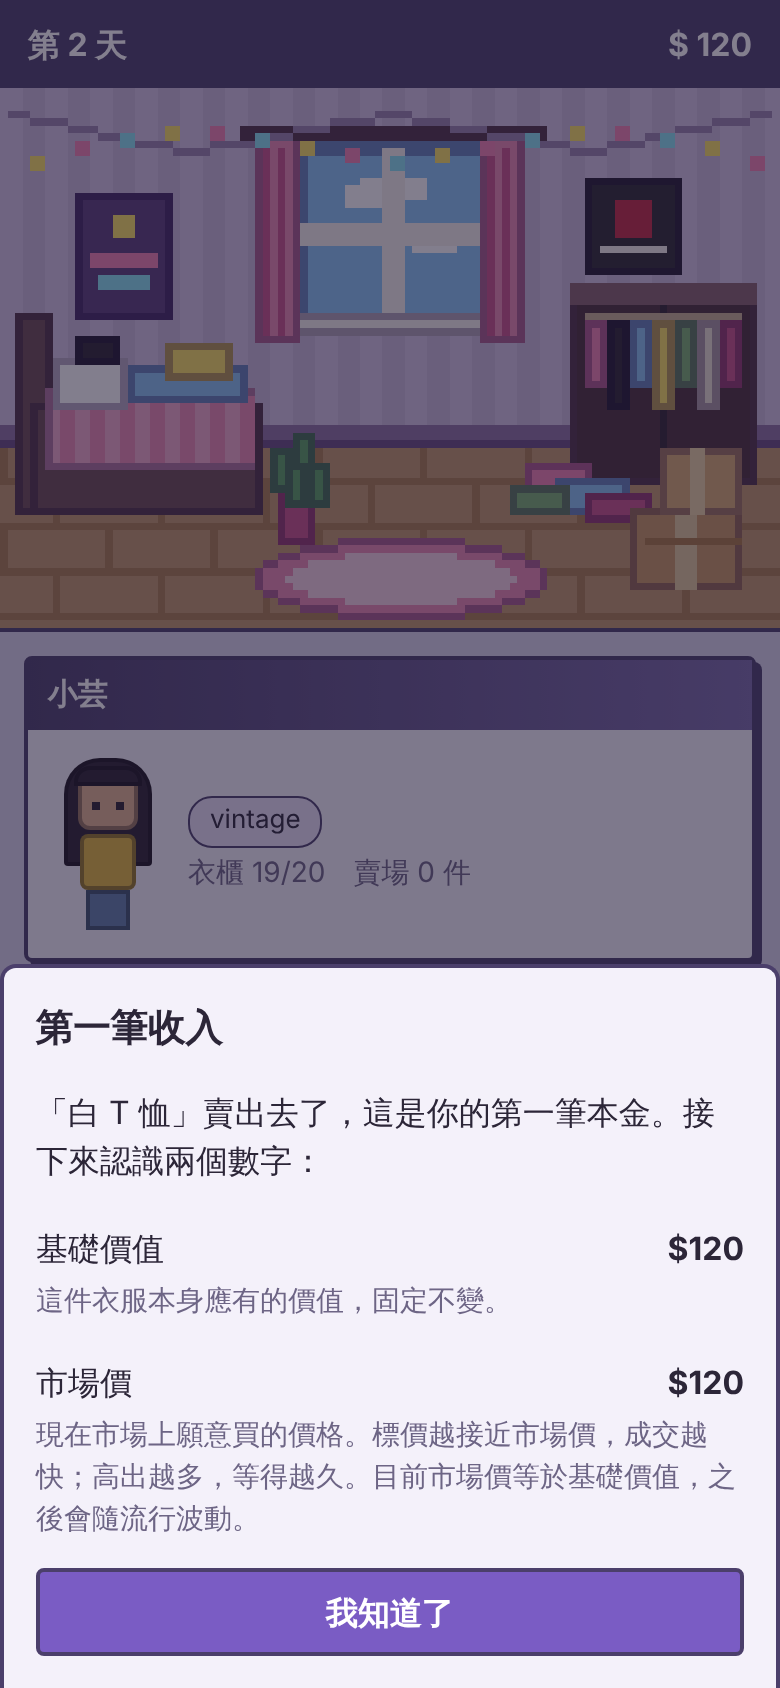 第 2 天
$ 120
小芸
vintage
衣櫃 19/20 賣場 0 件
第一筆收入
「白 T 恤」賣出去了，這是你的第一筆本金。接
下來認識兩個數字：
基礎價值 $120
這件衣服本身應有的價值，固定不變。
市場價 $120
現在市場上願意買的價格。標價越接近市場價，成交越
快；高出越多，等得越久。目前市場價等於基礎價值，之
後會隨流行波動。
我知道了